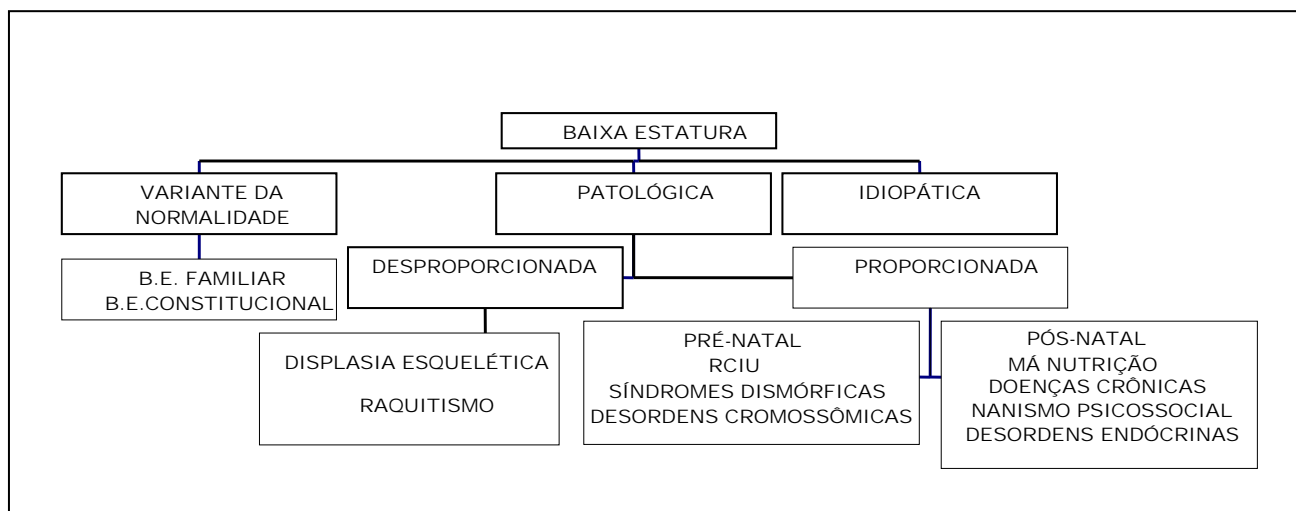 BAIXA ESTATURA
VARIANTE DA
NORMALIDADE
PATOLÓGICA
IDIOPÁTICA
B.E. FAMILIAR
B.E.CONSTITUCIONAL
DESPROPORCIONADA
PROPORCIONADA
DISPLASIA ESQUELÉTICA
RAQUITISMO
PRÉ-NATAL
RCIU
SÍNDROMES DISMÓRFICAS
DESORDENS CROMOSSÔMICAS
PÓS-NATAL
MÁ NUTRIÇÃO
DOENÇAS CRÔNICAS
NANISMO PSICOSSOCIAL
DESORDENS ENDÓCRINAS